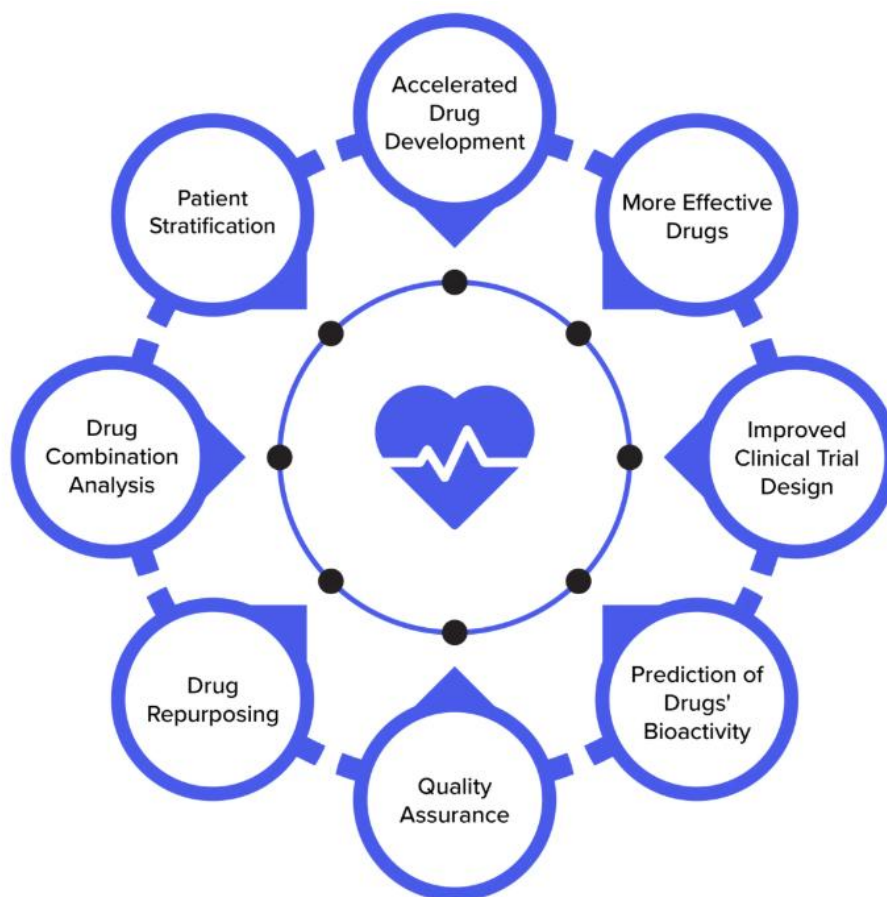 Accelerated
Drug
Development
More Effective
Drugs
Improved
Clinical Trial
Design
Prediction of
Drugs'
Bioactivity
Quality
Assurance
Drug
Repurposing
Drug
Combination
Analysis
Patient
Stratification